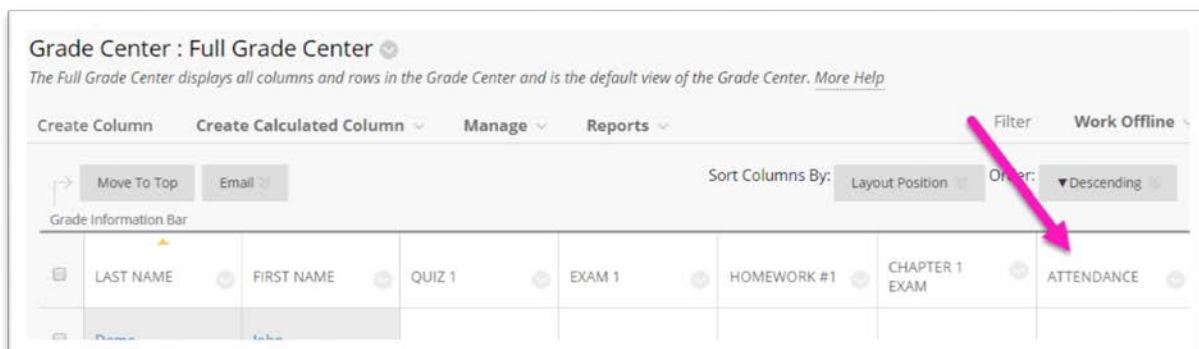 Grade Center : Full Grade Center
The Full Grade Center displays all columns and rows in the Grade Center and is the default view of the Grade Center. More Help
Create Column Create Calculated Column Manage Reports Filter Work Offline
Move To Top Email Sort Columns By: Layout Position Order: ▼Descending
Grade Information Bar
LAST NAME FIRST NAME QUIZ 1 EXAM 1 HOMEWORK #1 CHAPTER 1 EXAM ATTENDANCE